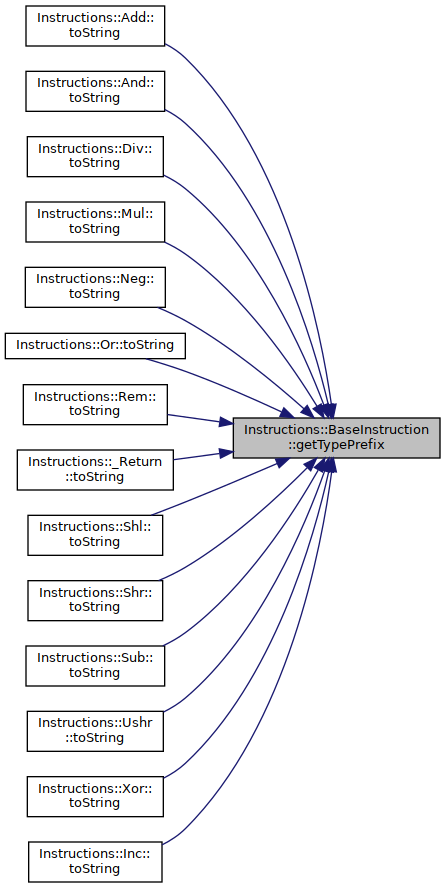 Instructions::Add::
toString
Instructions::And::
toString
Instructions::Div::
toString
Instructions::Mul::
toString
Instructions::Neg::
toString
Instructions::Or::toString
Instructions::Rem::
toString
Instructions::BaseInstruction
::getTypePrefix
Instructions::_Return
::toString
Instructions::Shl::
toString
Instructions::Shr::
toString
Instructions::Sub::
toString
Instructions::Ushr
::toString
Instructions::Xor::
toString
Instructions::Inc::
toString